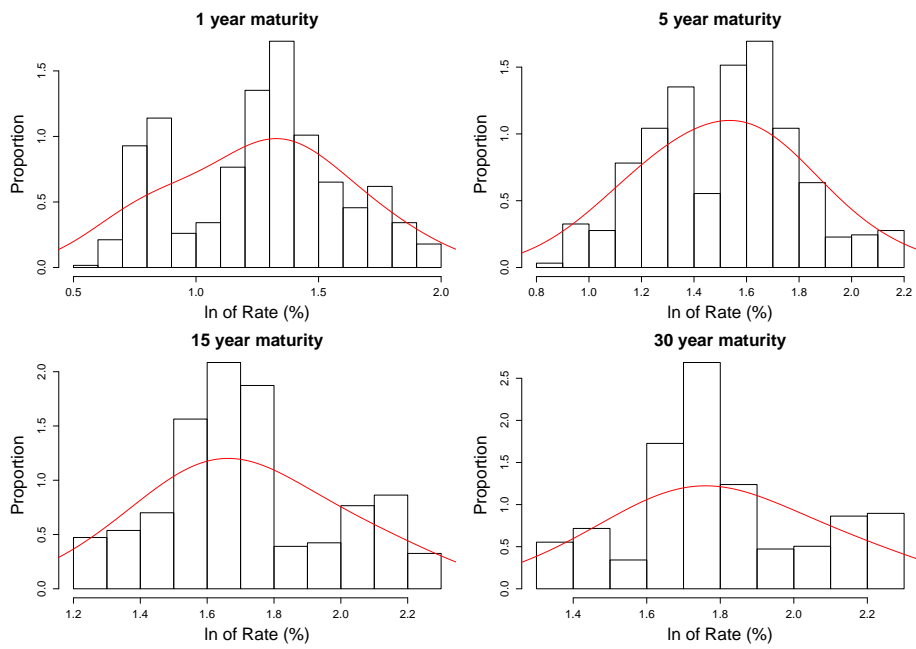 1 year maturity
Proportion
0.0 0.5 1.0 1.5
0.5 1.0 1.5 2.0
ln of Rate (%)
5 year maturity
Proportion
0.0 0.5 1.0 1.5
0.8 1.0 1.2 1.4 1.6 1.8 2.0 2.2
ln of Rate (%)
15 year maturity
Proportion
0.0 0.5 1.0 1.5 2.0
1.2 1.4 1.6 1.8 2.0 2.2
ln of Rate (%)
30 year maturity
Proportion
0.0 0.5 1.0 1.5 2.0 2.5
1.4 1.6 1.8 2.0 2.2
ln of Rate (%)